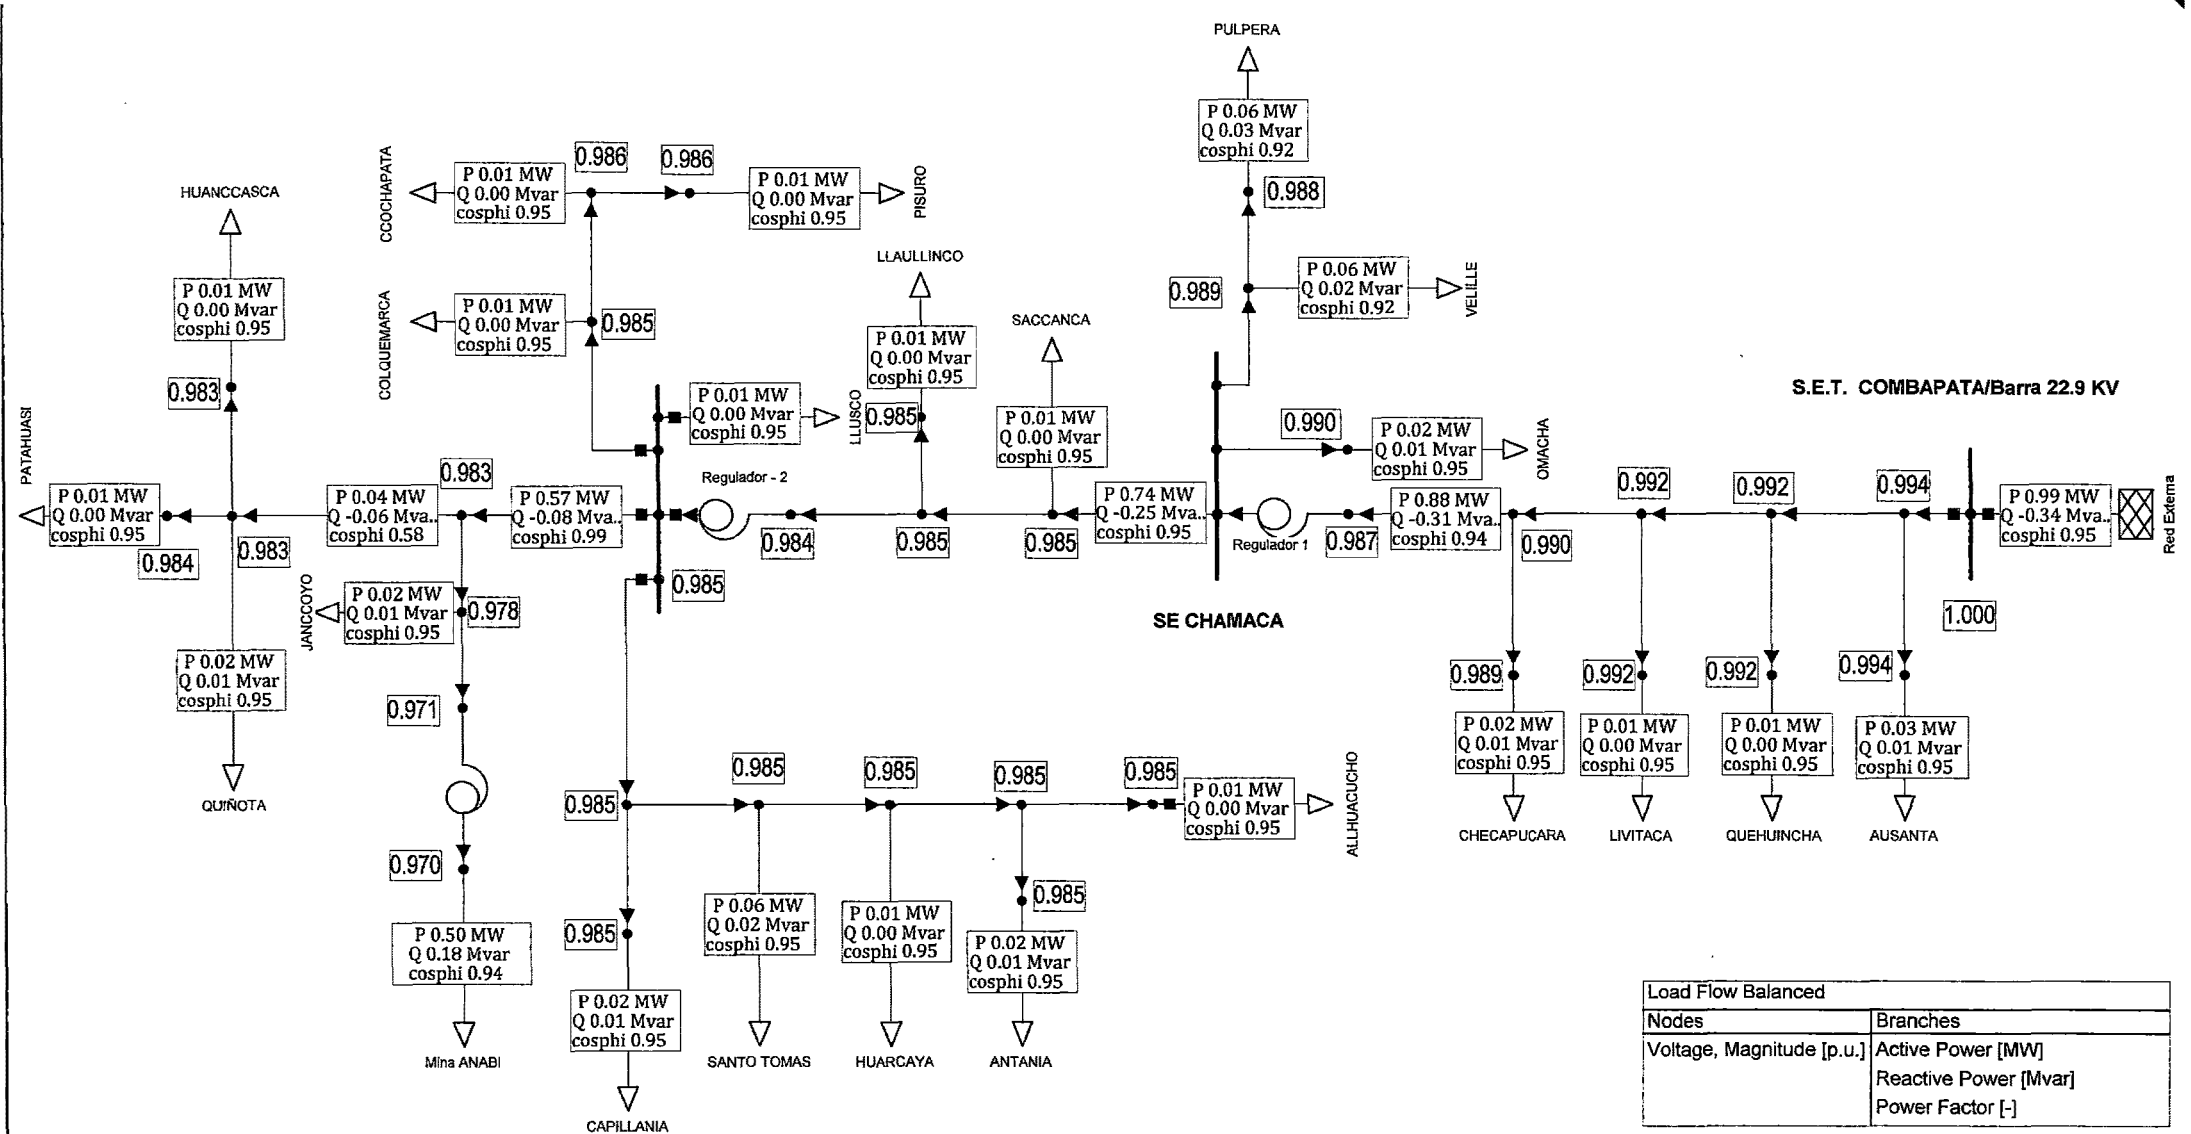 PULPERA
P 0.06 MW
Q 0.03 Mvar
cosphi 0.92
0.988
P 0.06 MW
Q 0.02 Mvar
cosphi 0.92
VELILLE
0.989
HUANCCASCA
P 0.01 MW
Q 0.00 Mvar
cosphi 0.95
0.983
CCOCHAPATA
P 0.01 MW
Q 0.00 Mvar
cosphi 0.95
0.986
0.986
P 0.01 MW
Q 0.00 Mvar
cosphi 0.95
PISURO
COLQUEMARCA
P 0.01 MW
Q 0.00 Mvar
cosphi 0.95
0.985
LLAULLINCO
P 0.01 MW
Q 0.00 Mvar
cosphi 0.95
0.985
SACCANCA
P 0.01 MW
Q 0.00 Mvar
cosphi 0.95
P 0.01 MW
Q 0.00 Mvar
cosphi 0.95
LLUSCO
S.E.T. COMBAPATA/Barra 22.9 KV
0.990
P 0.02 MW
Q 0.01 Mvar
cosphi 0.95
OMACHA
PATAHUASI
P 0.01 MW
Q 0.00 Mvar
cosphi 0.95
0.984
0.983
P 0.04 MW
Q -0.06 Mva..
cosphi 0.58
0.983
P 0.57 MW
Q -0.08 Mva..
cosphi 0.99
Regulador - 2
0.984
0.985
0.985
P 0.74 MW
Q -0.25 Mva..
cosphi 0.95
Regulador 1
0.987
P 0.88 MW
Q -0.31 Mva..
cosphi 0.94
0.990
0.992
0.992
0.994
P 0.99 MW
Q -0.34 Mva..
cosphi 0.95
Red Externa
1.000
SE CHAMACA
0.985
JANCCOYO
P 0.02 MW
Q 0.01 Mvar
cosphi 0.95
0.978
P 0.02 MW
Q 0.01 Mvar
cosphi 0.95
QUIÑOTA
0.971
0.970
P 0.50 MW
Q 0.18 Mvar
cosphi 0.94
Mina ANABI
0.985
0.985
P 0.02 MW
Q 0.01 Mvar
cosphi 0.95
CAPILLANIA
0.985
P 0.06 MW
Q 0.02 Mvar
cosphi 0.95
SANTO TOMAS
0.985
P 0.01 MW
Q 0.00 Mvar
cosphi 0.95
HUARCAYA
0.985
0.985
P 0.02 MW
Q 0.01 Mvar
cosphi 0.95
ANTANIA
0.985
P 0.01 MW
Q 0.00 Mvar
cosphi 0.95
ALLHUACUCHO
0.989
P 0.02 MW
Q 0.01 Mvar
cosphi 0.95
CHECAPUCARA
0.992
P 0.01 MW
Q 0.00 Mvar
cosphi 0.95
LIVITACA
0.992
P 0.01 MW
Q 0.00 Mvar
cosphi 0.95
QUEHUINCHA
0.994
P 0.03 MW
Q 0.01 Mvar
cosphi 0.95
AUSANTA
Load Flow Balanced
Nodes
Branches
Voltage, Magnitude [p.u.]
Active Power [MW]
Reactive Power [Mvar]
Power Factor [-]